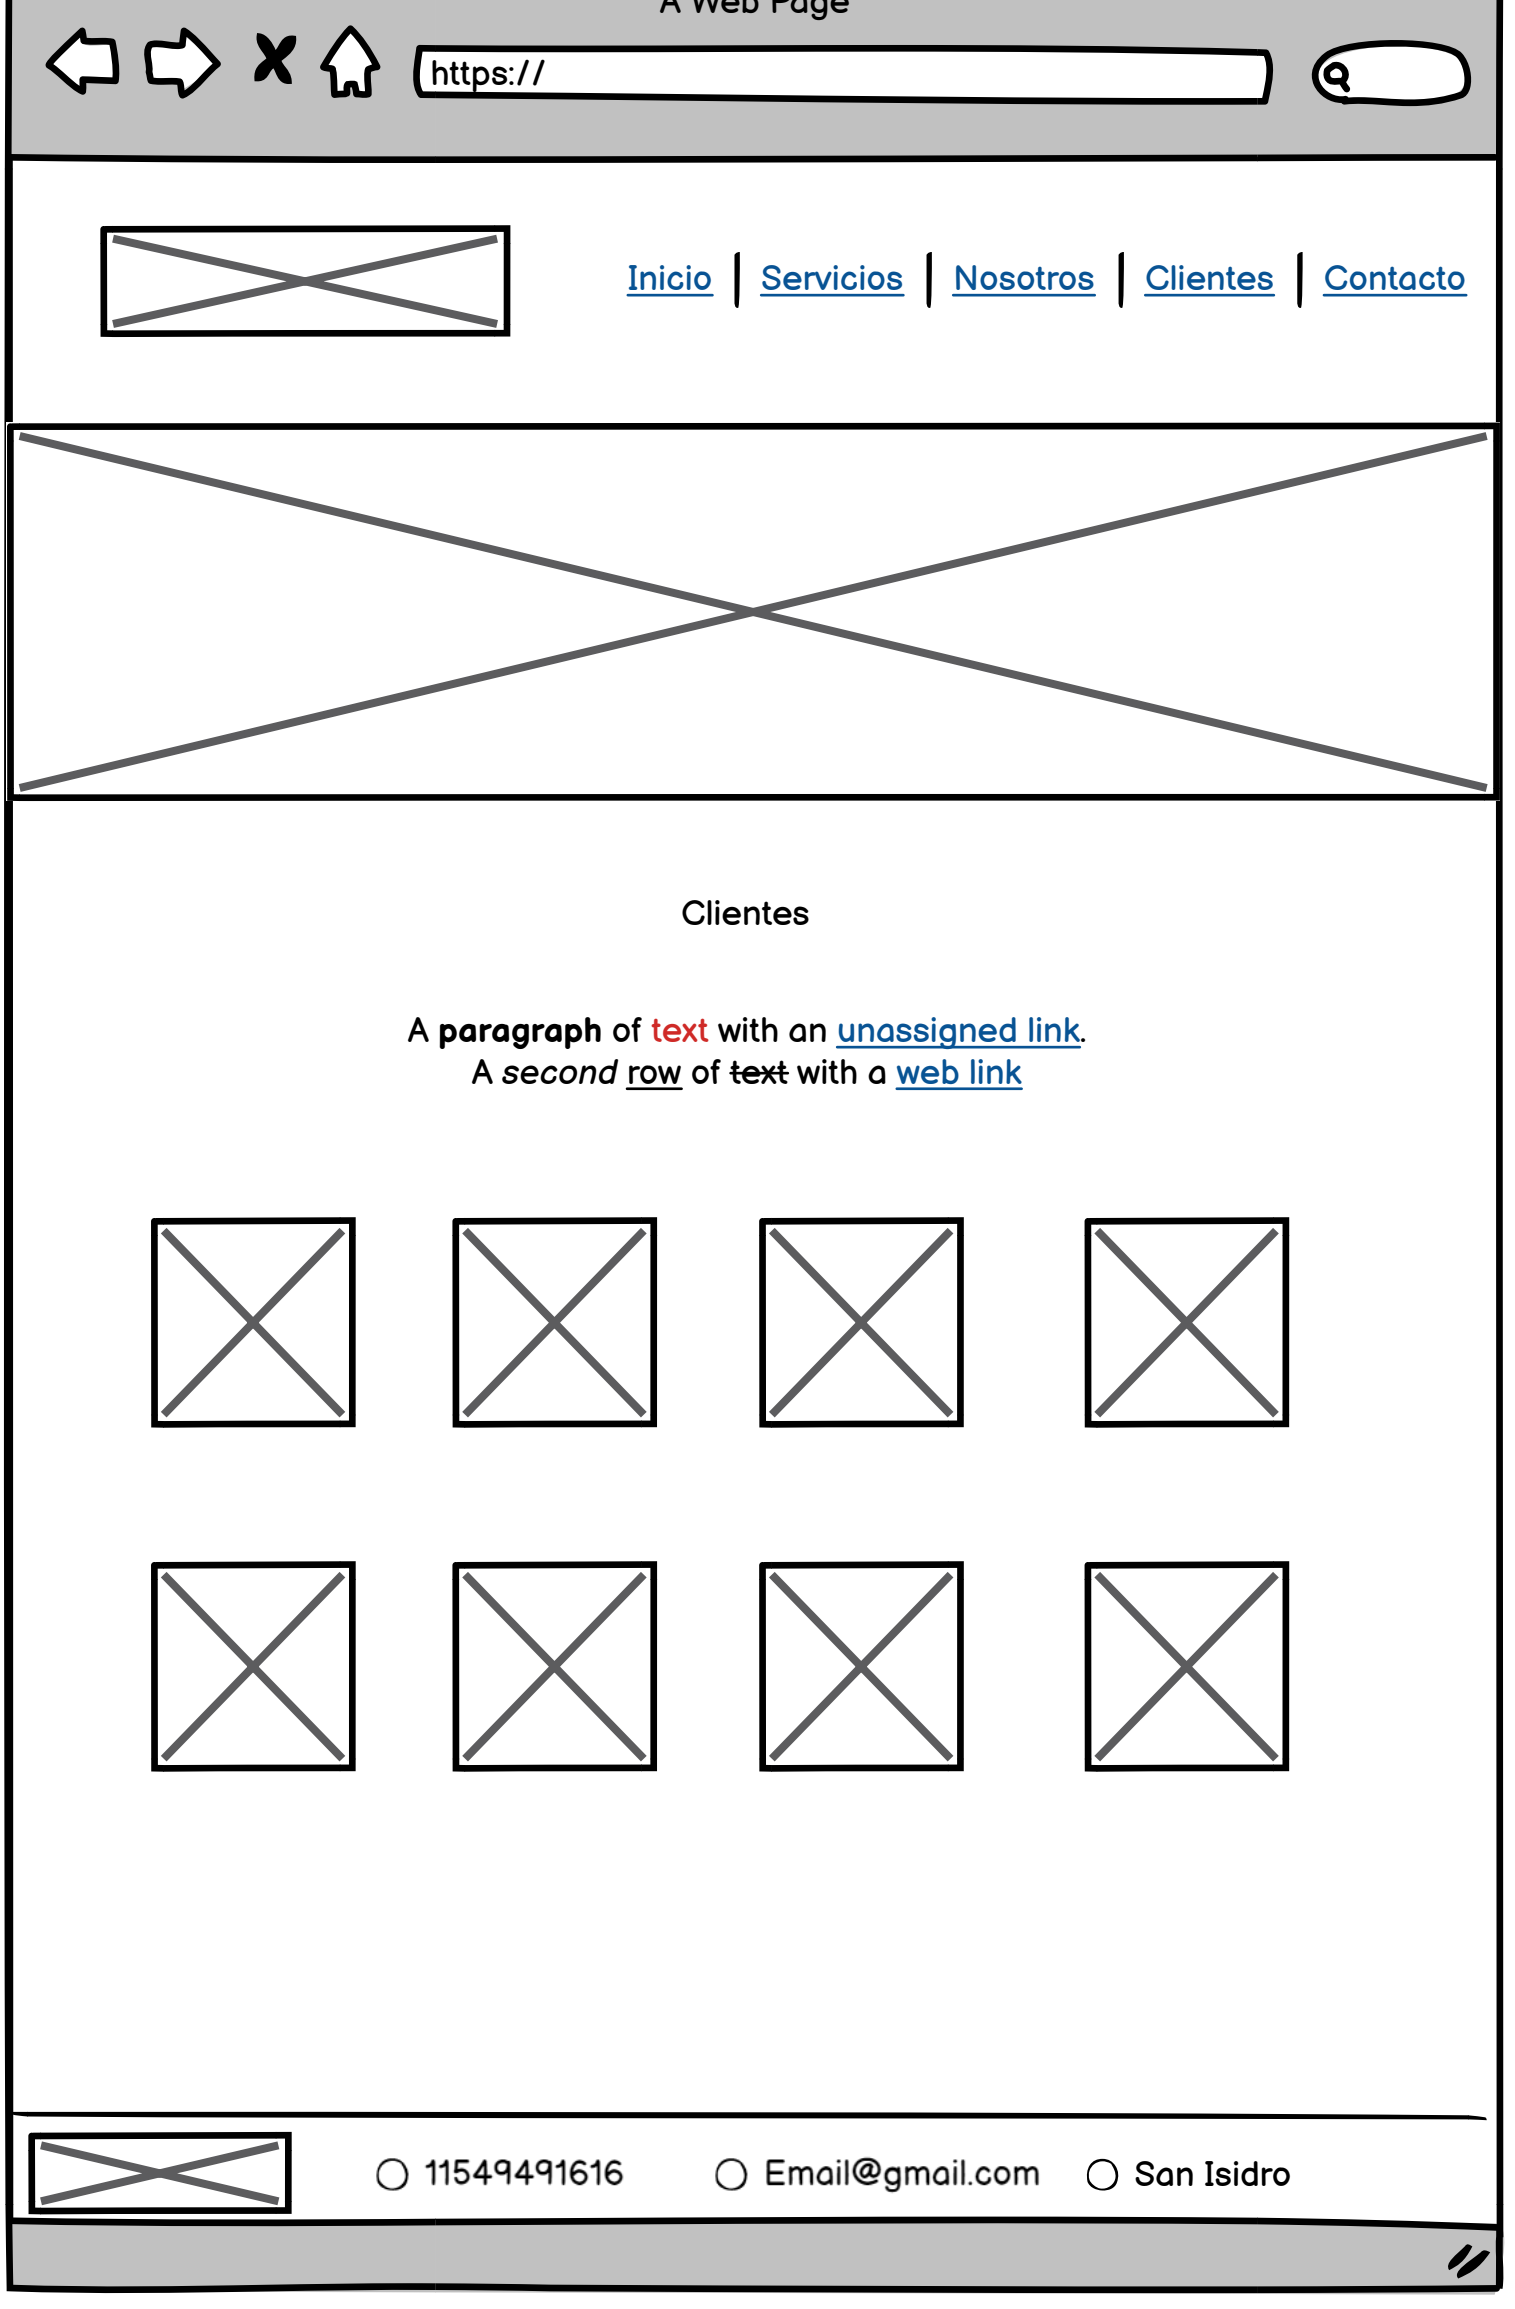 A Web Page
https://
Inicio | Servicios | Nosotros | Clientes | Contacto
Clientes
A paragraph of text with an unassigned link.
A second row of text with a web link
11549491616
Email@gmail.com
San Isidro